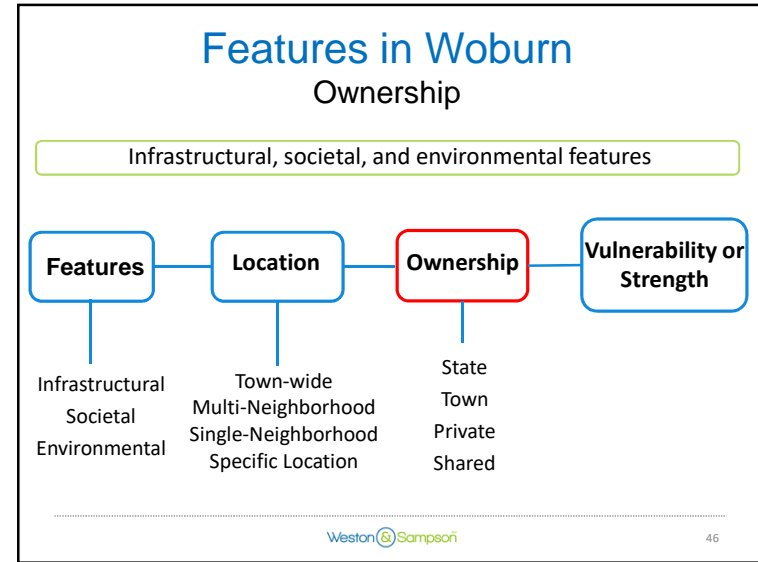 Features in Woburn
Ownership
Infrastructural, societal, and environmental features
Features
Location
Ownership
Vulnerability or
Strength
Infrastructural
Societal
Environmental
Town-wide
Multi-Neighborhood
Single-Neighborhood
Specific Location
State
Town
Private
Shared
Weston & Sampson
46